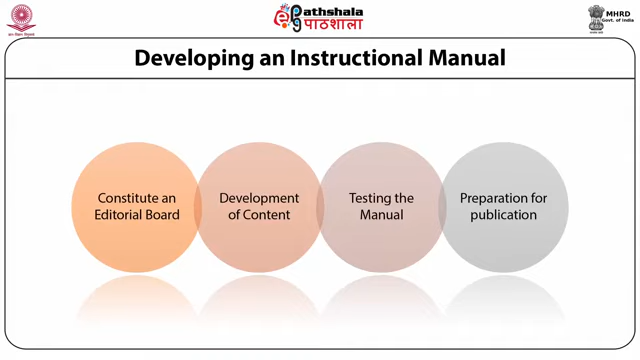 ePathshala
पाठशाला
MHRD
Govt. of India
Developing an Instructional Manual
Constitute an
Editorial Board
Development
of Content
Testing the
Manual
Preparation for
publication